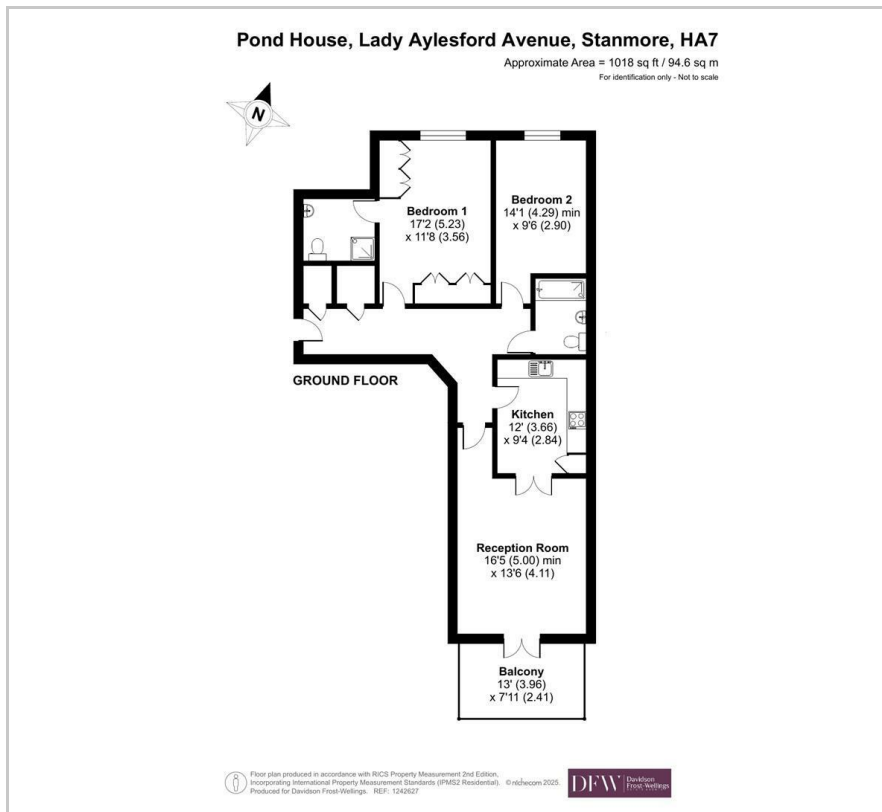 Pond House, Lady Aylesford Avenue, Stanmore, HA7
Approximate Area = 1018 sq ft / 94.6 sq m
For identification only - Not to scale
N
Bedroom 1
17'2 (5.23)
x 11'8 (3.56)
Bedroom 2
14'1 (4.29) min
x 9'6 (2.90)
GROUND FLOOR
Kitchen
12' (3.66)
x 9'4 (2.84)
Reception Room
16'5 (5.00) min
x 13'6 (4.11)
Balcony
13' (3.96)
x 7'11 (2.41)
Floor plan produced in accordance with RICS Property Measurement 2nd Edition,
Incorporating International Property Measurement Standards (IPMS2 Residential). © nichecom 2025.
Produced for Davidson Frost-Wellings. REF: 1242627
DFW Davidson
Frost-Wellings